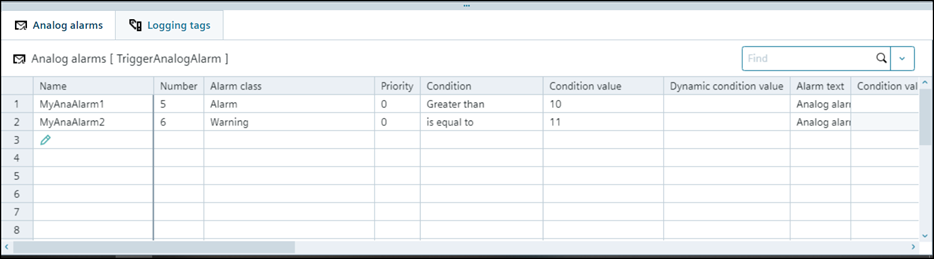 Analog alarms Logging tags
Analog alarms [ TriggerAnalogAlarm ]
Find
Name Number Alarm class Priority Condition Condition value Dynamic condition value Alarm text Condition val
1 MyAnaAlarm1 5 Alarm 0 Greater than 10 Analog alarr
2 MyAnaAlarm2 6 Warning 0 is equal to 11 Analog alarr
3
4
5
6
7
8